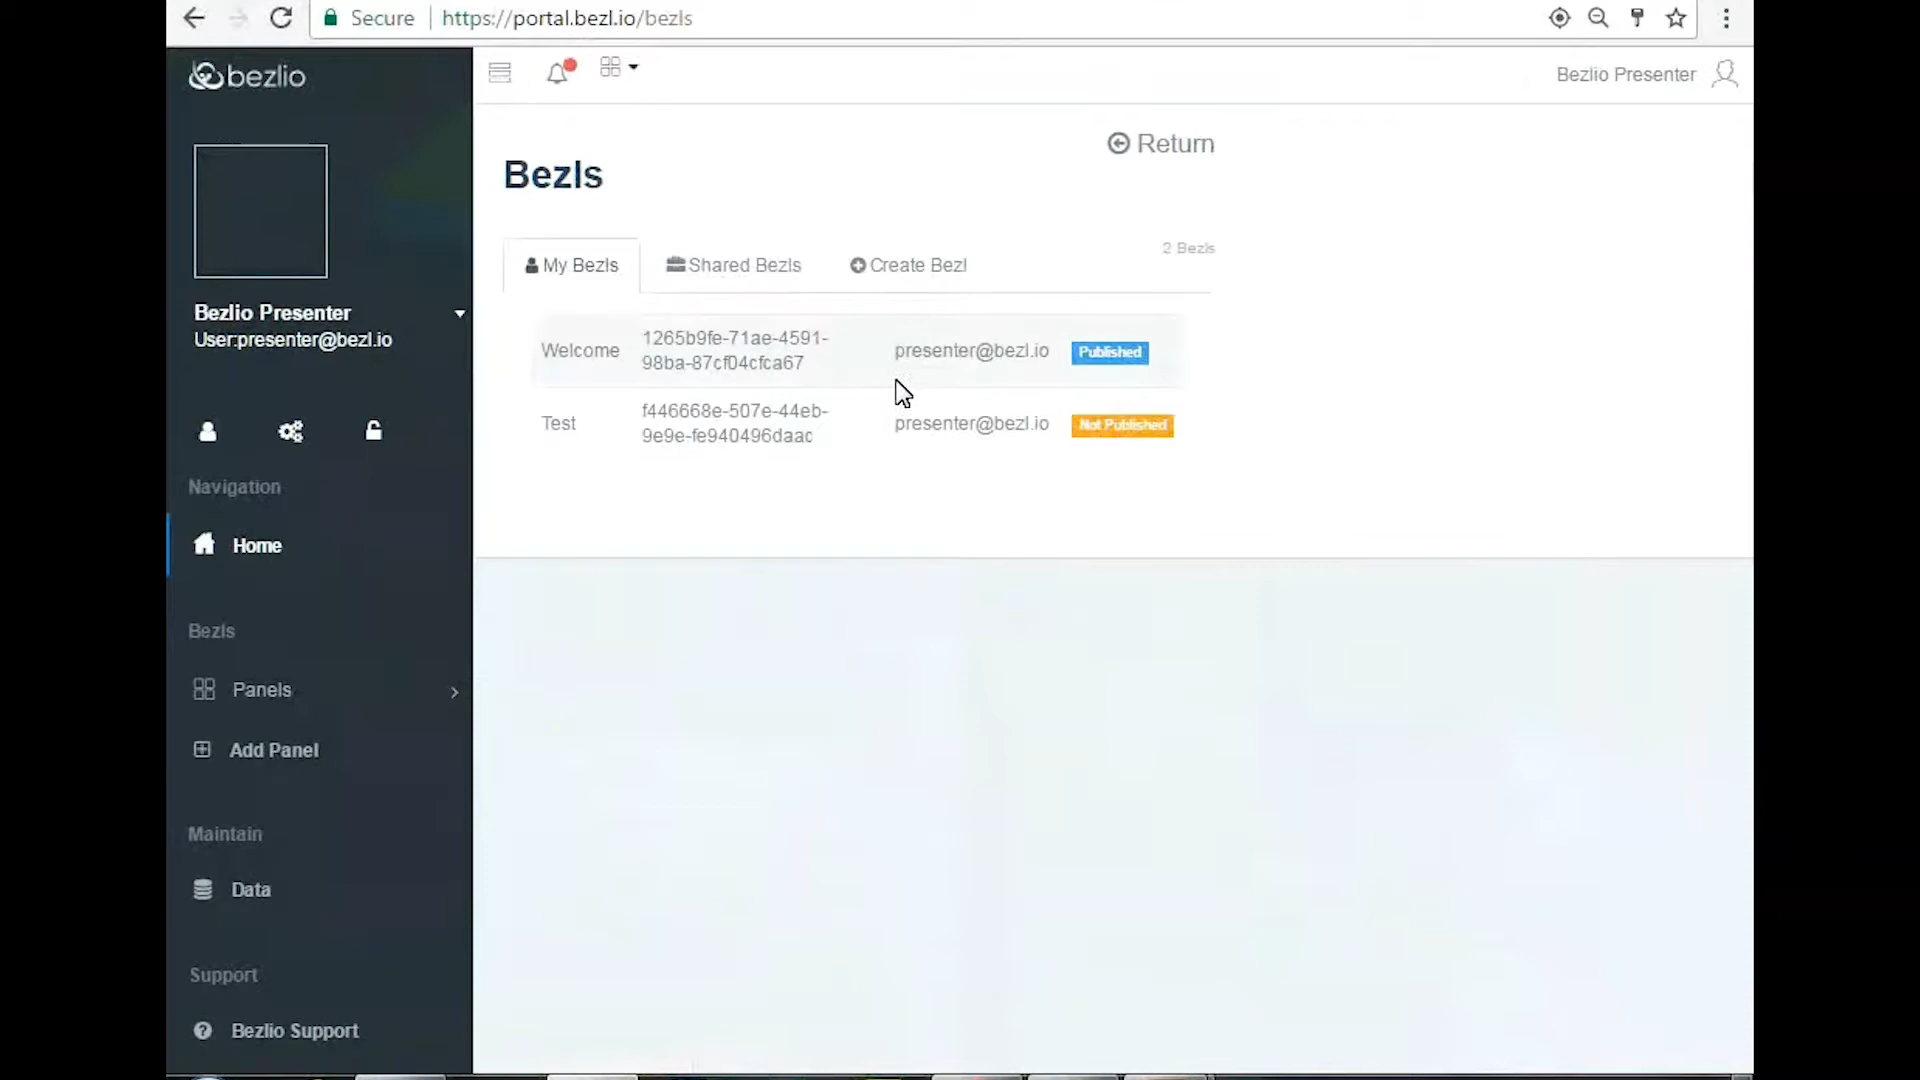 Secure https://portal.bezl.io/bezls
bezlio
Bezlio Presenter
Bezlio Presenter
User:presenter@bezl.io
Navigation
Home
Bezls
Panels
Add Panel
Maintain
Data
Support
Bezlio Support
Return
Bezls
My Bezls Shared Bezls Create Bezl 2 Bezls
Welcome 1265b9fe-71ae-4591- presenter@bezl.io Published
98ba-87cf04cfca67
Test f446668e-507e-44eb- presenter@bezl.io Not Published
9e9e-fe940496daac